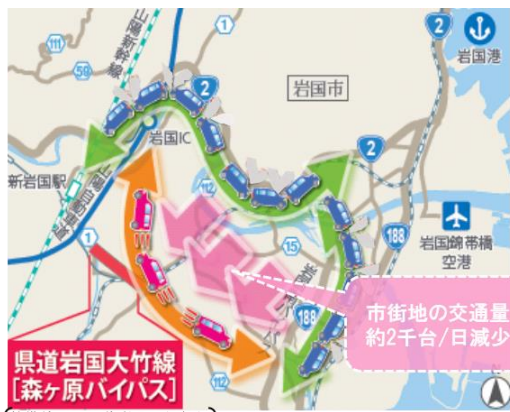 山陽新幹線
1
2
岩国港
111
59
2
岩国市
岩国IC
2
新岩国駅
112
1
15
188
岩国錦帯橋
空港
188
市街地の交通量
約2千台/日減少
県道岩国大竹線
[森ヶ原バイパス]
112
N